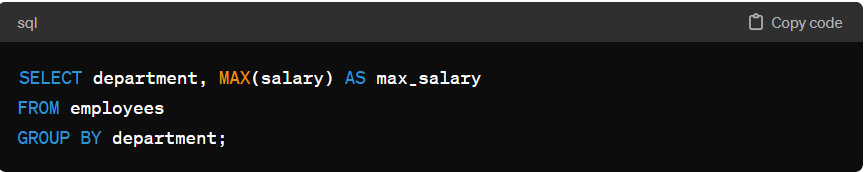 sql Copy code
SELECT department, MAX(salary) AS max_salary
FROM employees
GROUP BY department;